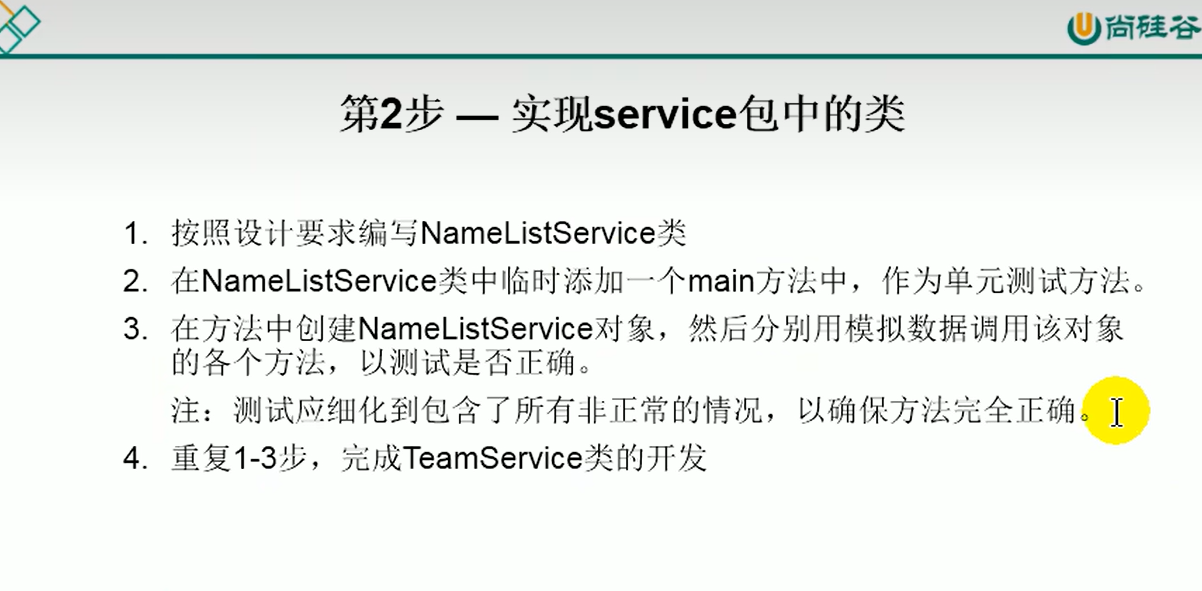 尚硅谷
第2步 — 实现service包中的类
1. 按照设计要求编写NameListService类
2. 在NameListService类中临时添加一个main方法中，作为单元测试方法。
3. 在方法中创建NameListService对象，然后分别用模拟数据调用该对象
的各个方法，以测试是否正确。
注：测试应细化到包含了所有非正常的情况，以确保方法完全正确。
4. 重复1-3步，完成TeamService类的开发